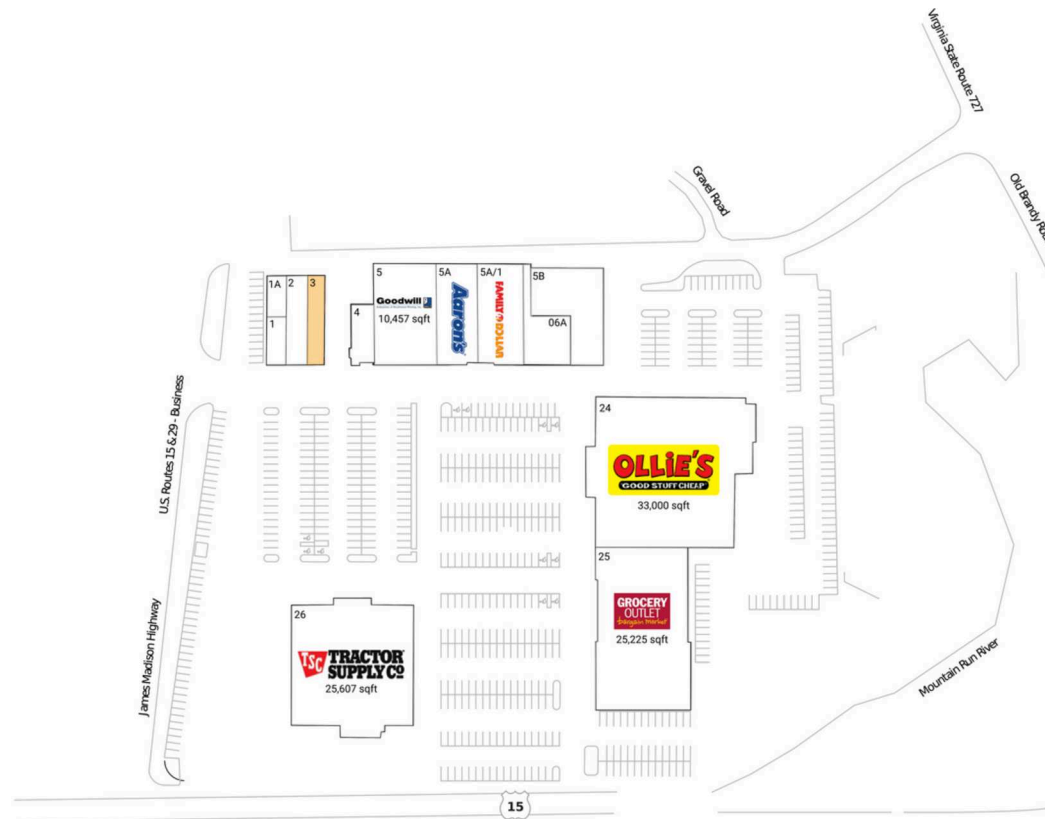 Virginia State Route 727
Gravel Road
Old Brandy Roa
1A
2
3
1
4
5
Goodwill
10,457 sqft
5A
Aaron's
5A/1
FAMILY DOLLAR
5B
06A
U.S. Routes 15 & 29 - Business
24
OLLIE'S
GOOD STUFF CHEAP
33,000 sqft
25
GROCERY
OUTLET
bargain market
25,225 sqft
26
TSC TRACTOR
SUPPLY CO
25,607 sqft
James Madison Highway
Mountain Run River
15